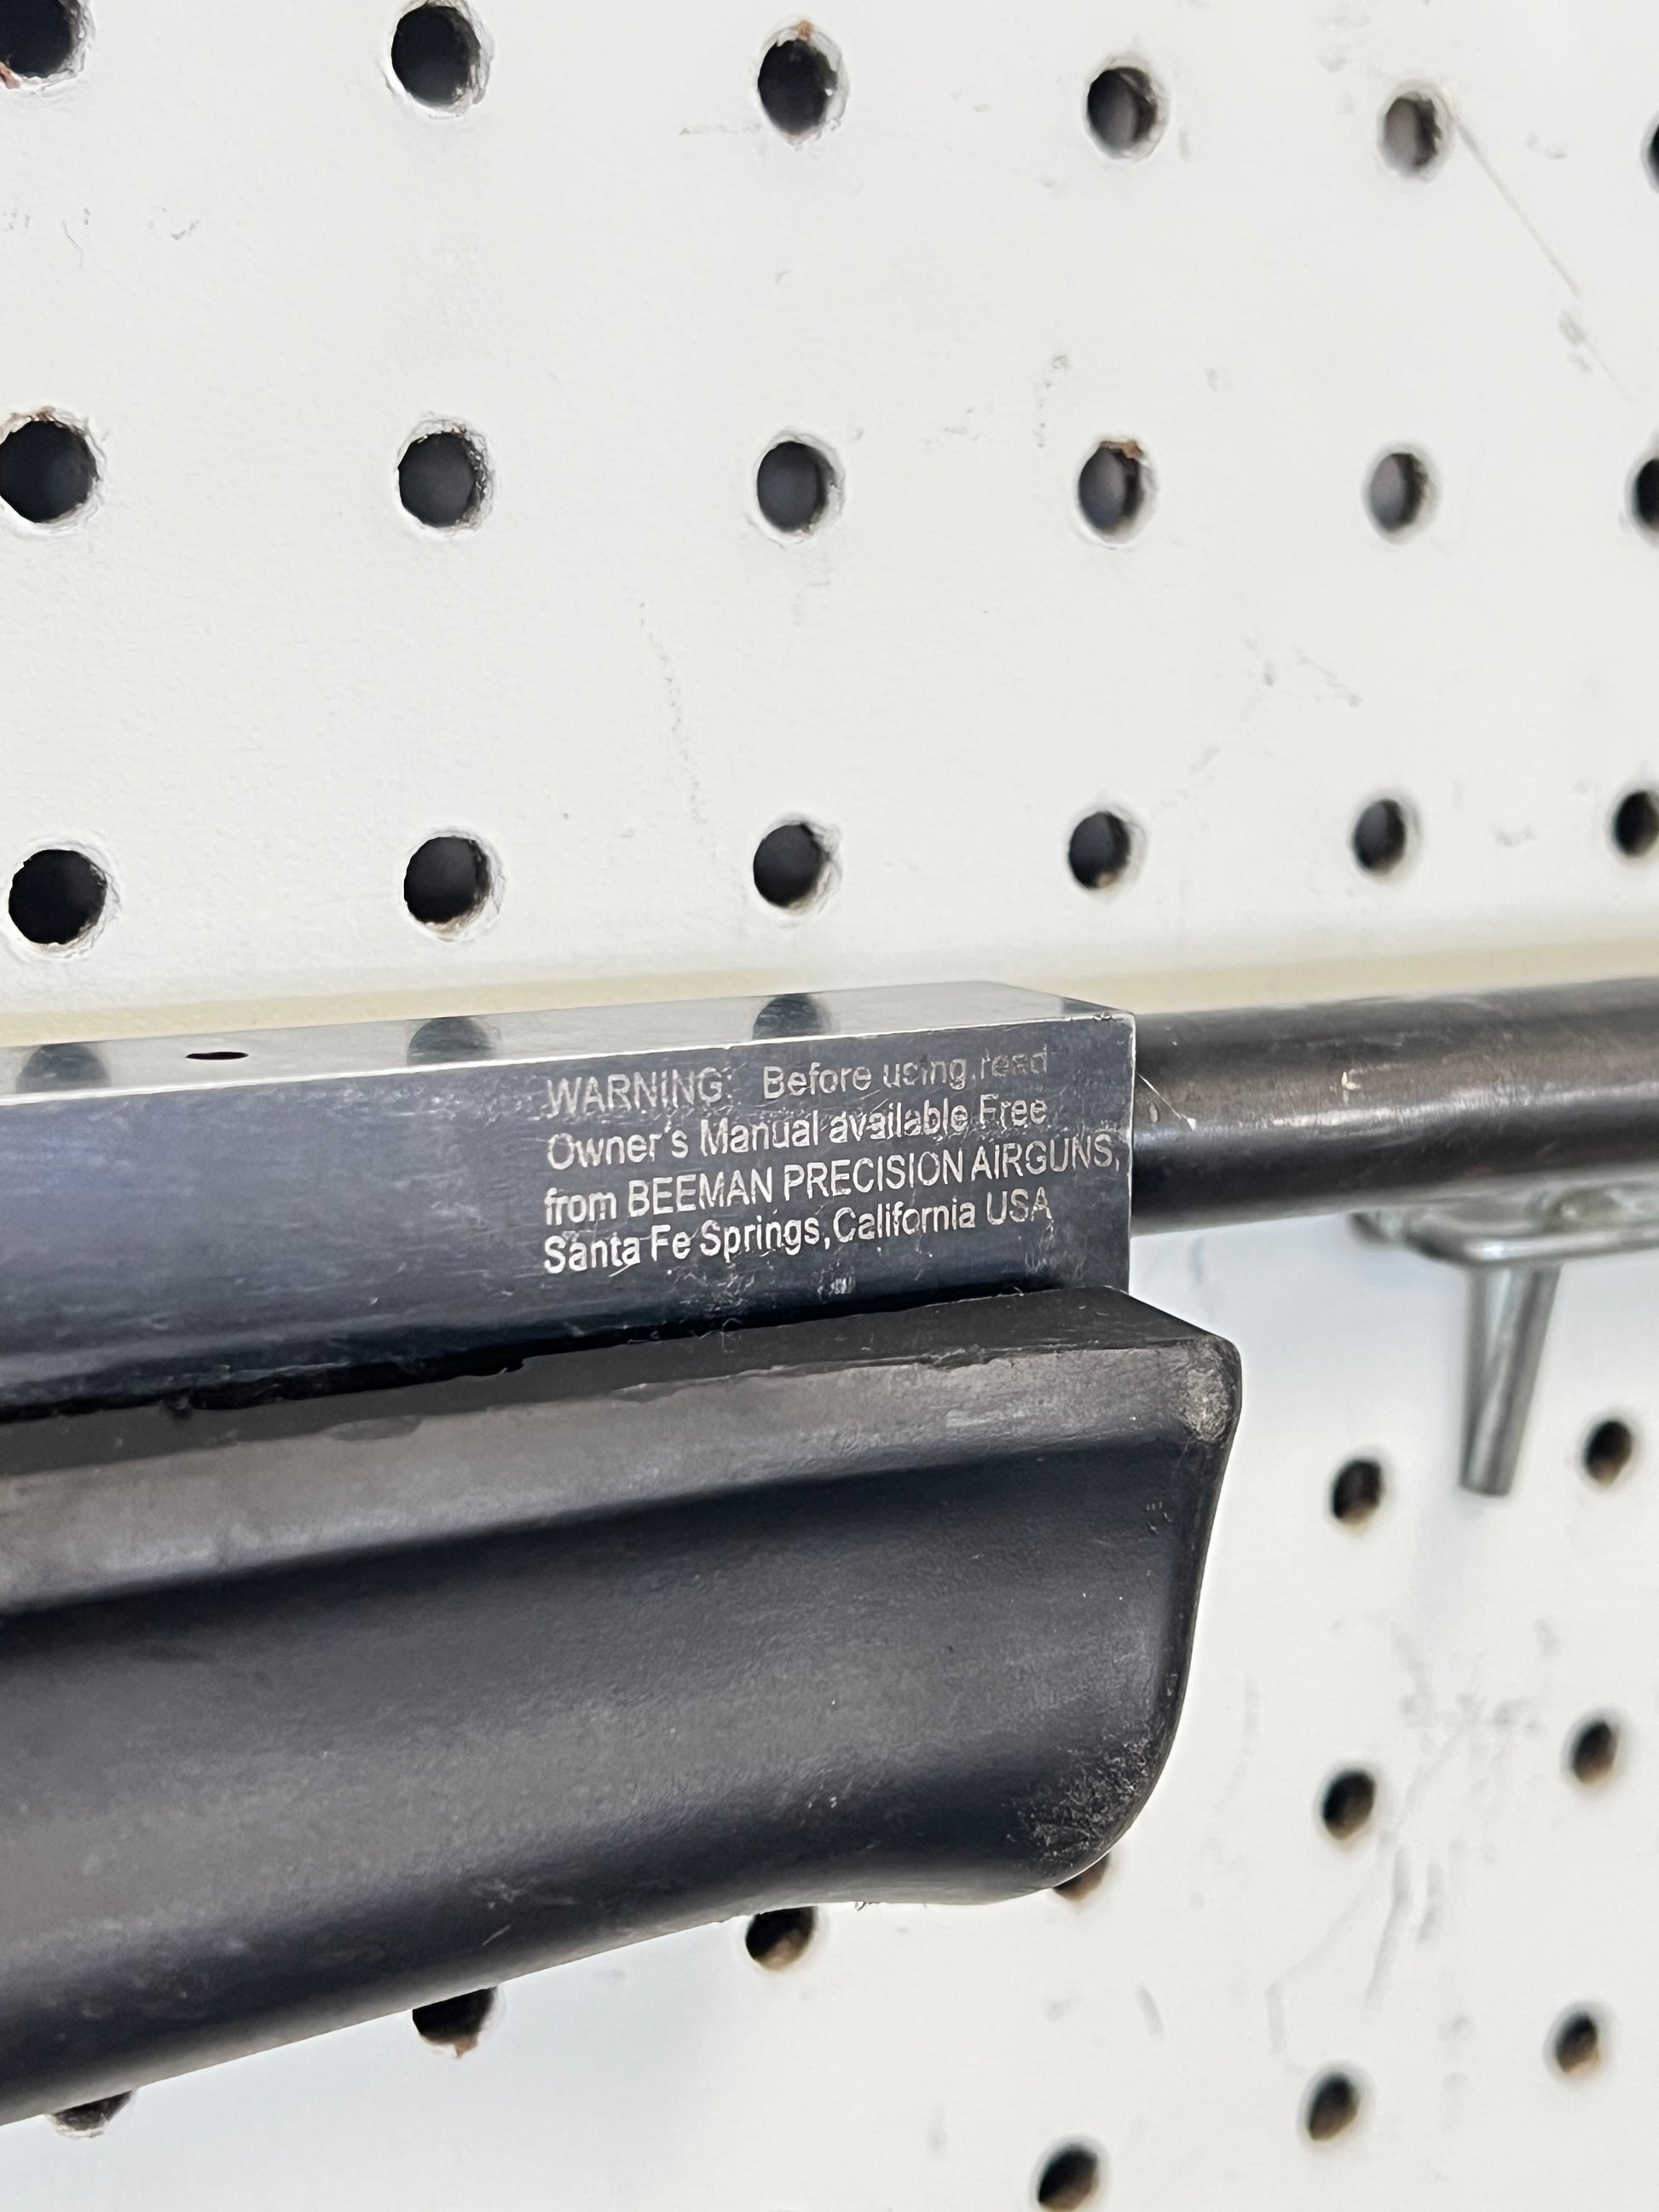 WARNING: Before using, read
Owner's Manual available Free
from BEEMAN PRECISION AIRGUNS,
Santa Fe Springs, California USA